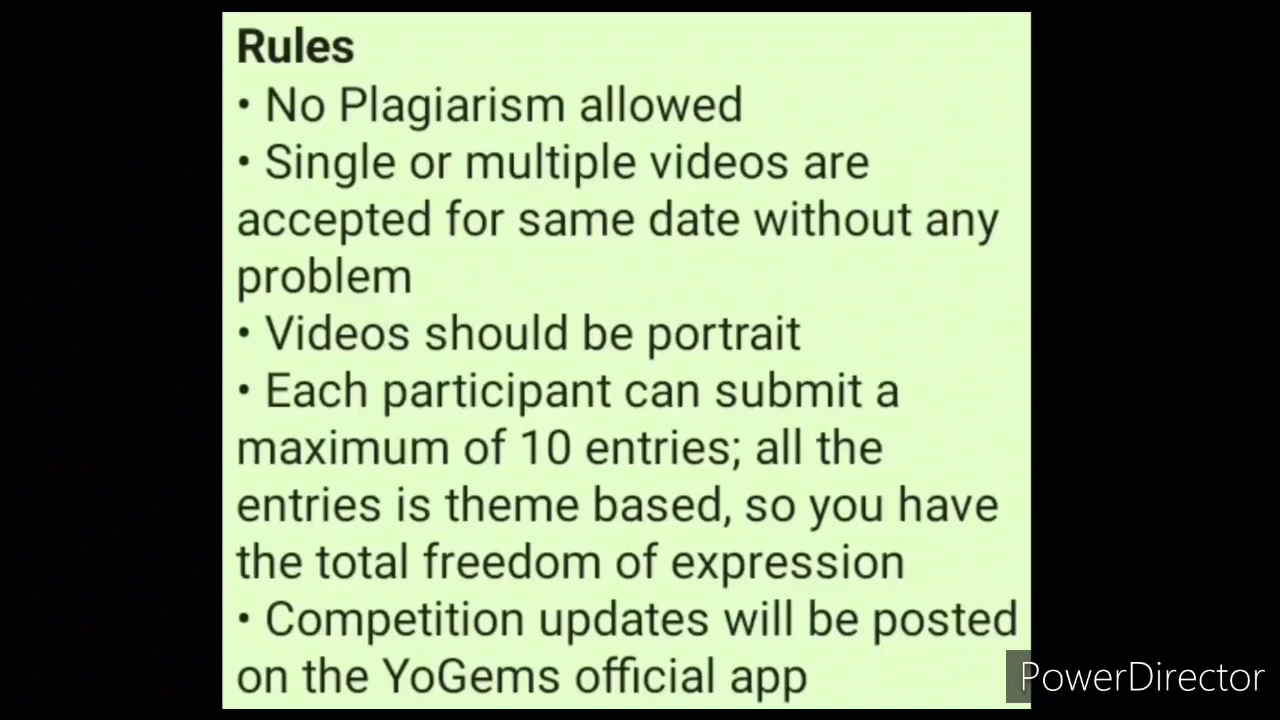 Rules
• No Plagiarism allowed
• Single or multiple videos are
accepted for same date without any
problem
• Videos should be portrait
• Each participant can submit a
maximum of 10 entries; all the
entries is theme based, so you have
the total freedom of expression
• Competition updates will be posted
on the YoGems official app
PowerDirector